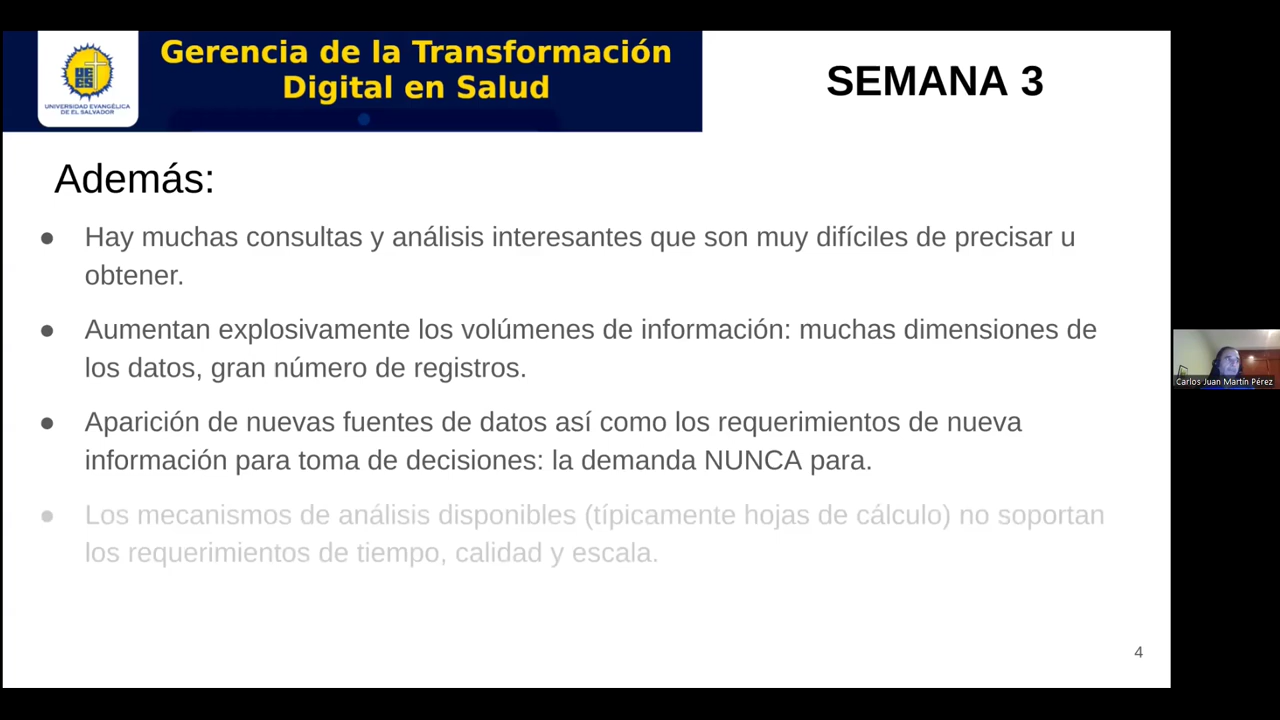 Gerencia de la Transformación
Digital en Salud
SEMANA 3
UNIVERSIDAD EVANGÉLICA
DE EL SALVADOR
Además:
● Hay muchas consultas y análisis interesantes que son muy difíciles de precisar u
obtener.
● Aumentan explosivamente los volúmenes de información: muchas dimensiones de
los datos, gran número de registros.
● Aparición de nuevas fuentes de datos así como los requerimientos de nueva
información para toma de decisiones: la demanda NUNCA para.
● Los mecanismos de análisis disponibles (típicamente hojas de cálculo) no soportan
los requerimientos de tiempo, calidad y escala.
4
Carlos Juan Martín Pérez